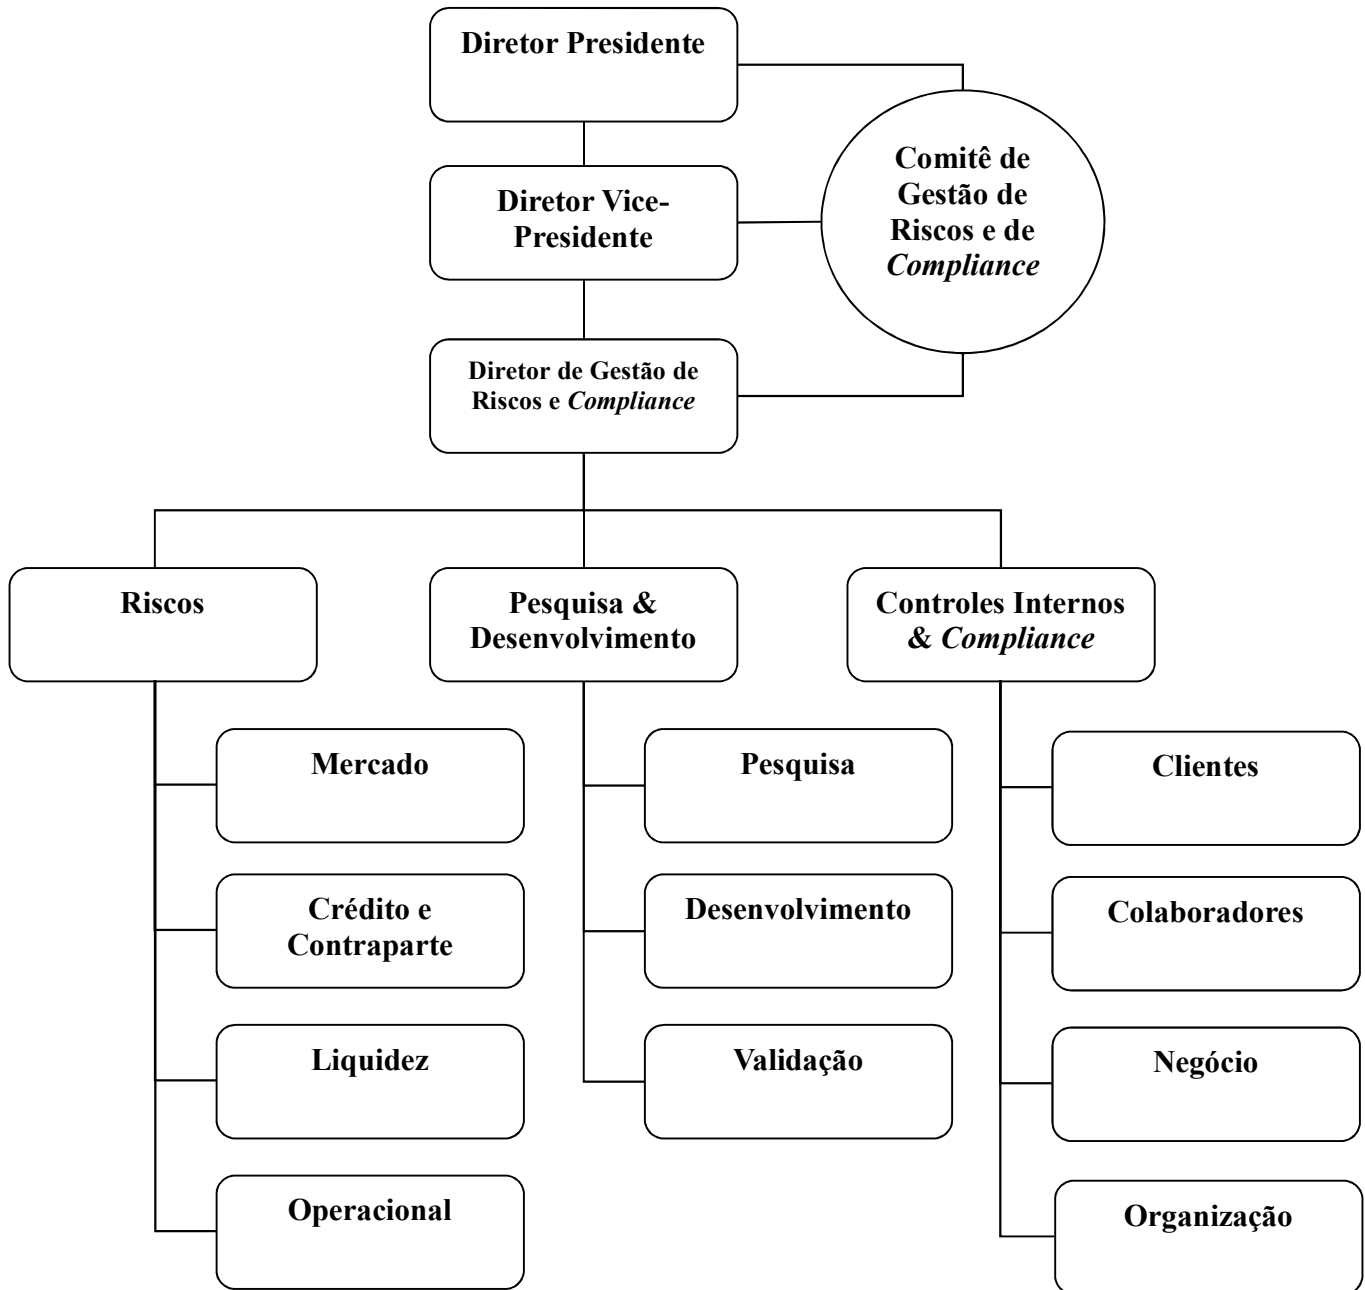 Diretor Presidente
Comitê de
Gestão de
Riscos e de
Compliance
Diretor Vice-
Presidente
Diretor de Gestão de
Riscos e Compliance
Riscos
Pesquisa &
Desenvolvimento
Controles Internos
& Compliance
Mercado
Pesquisa
Clientes
Crédito e
Contraparte
Desenvolvimento
Colaboradores
Liquidez
Validação
Negócio
Operacional
Organização